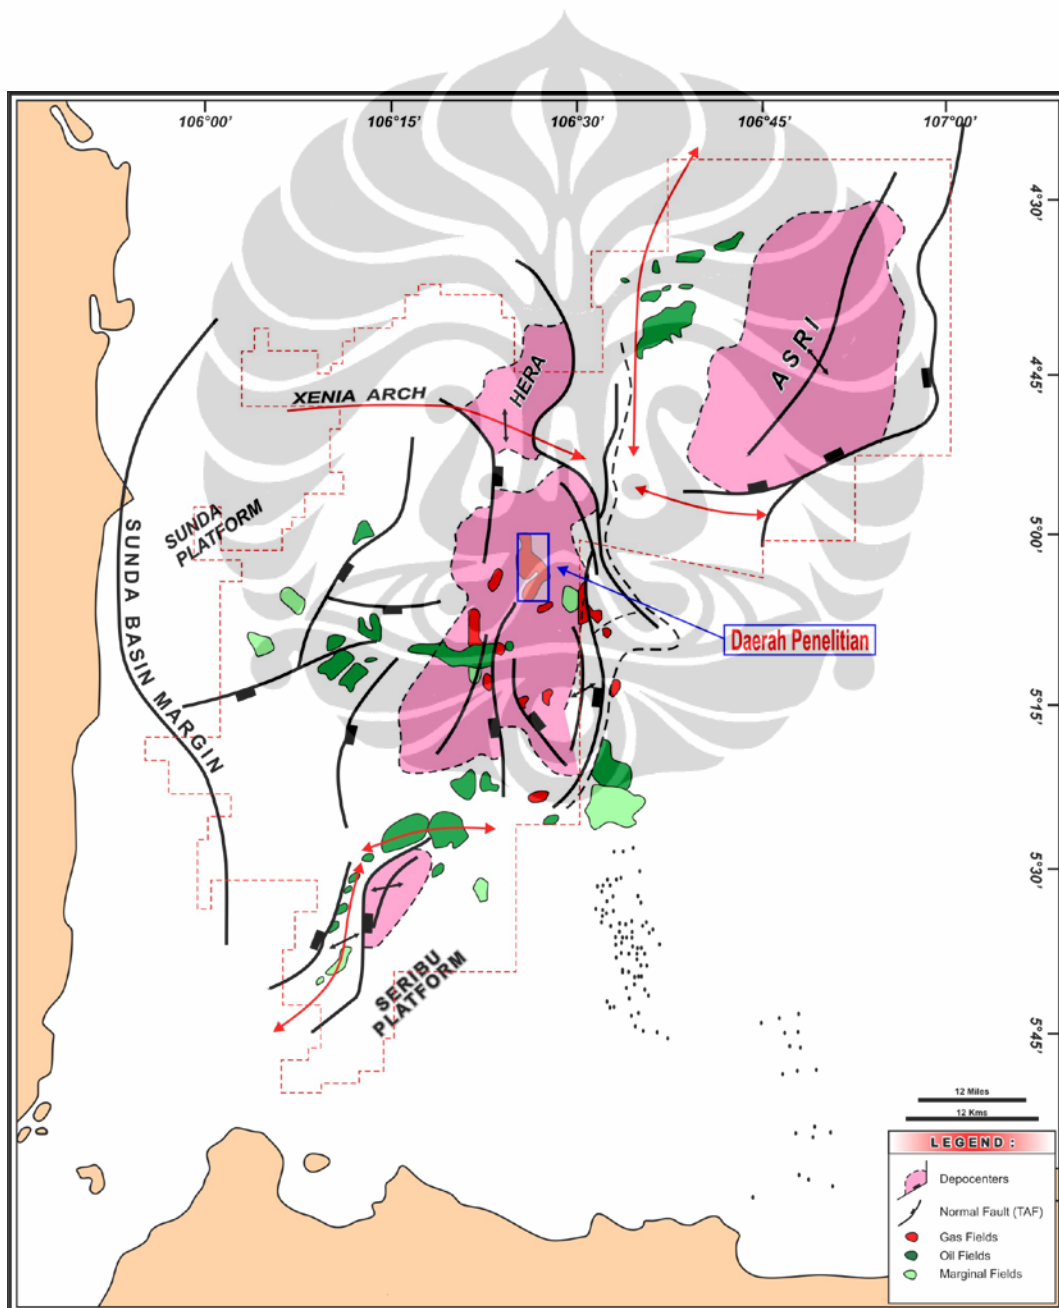 106°00' 106°15' 106°30' 106°45' 107°00'
4°30'
4°45'
5°00'
5°15'
5°30'
5°45'
HERA
ASRI
XENIA ARCH
SUNDA
PLATFORM
SUNDA BASIN MARGIN
Daerah Penelitian
SERIBU
PLATFORM
12 Miles
12 Kms
LEGEND :
Depocenters
Normal Fault (TAF)
Gas Fields
Oil Fields
Marginal Fields